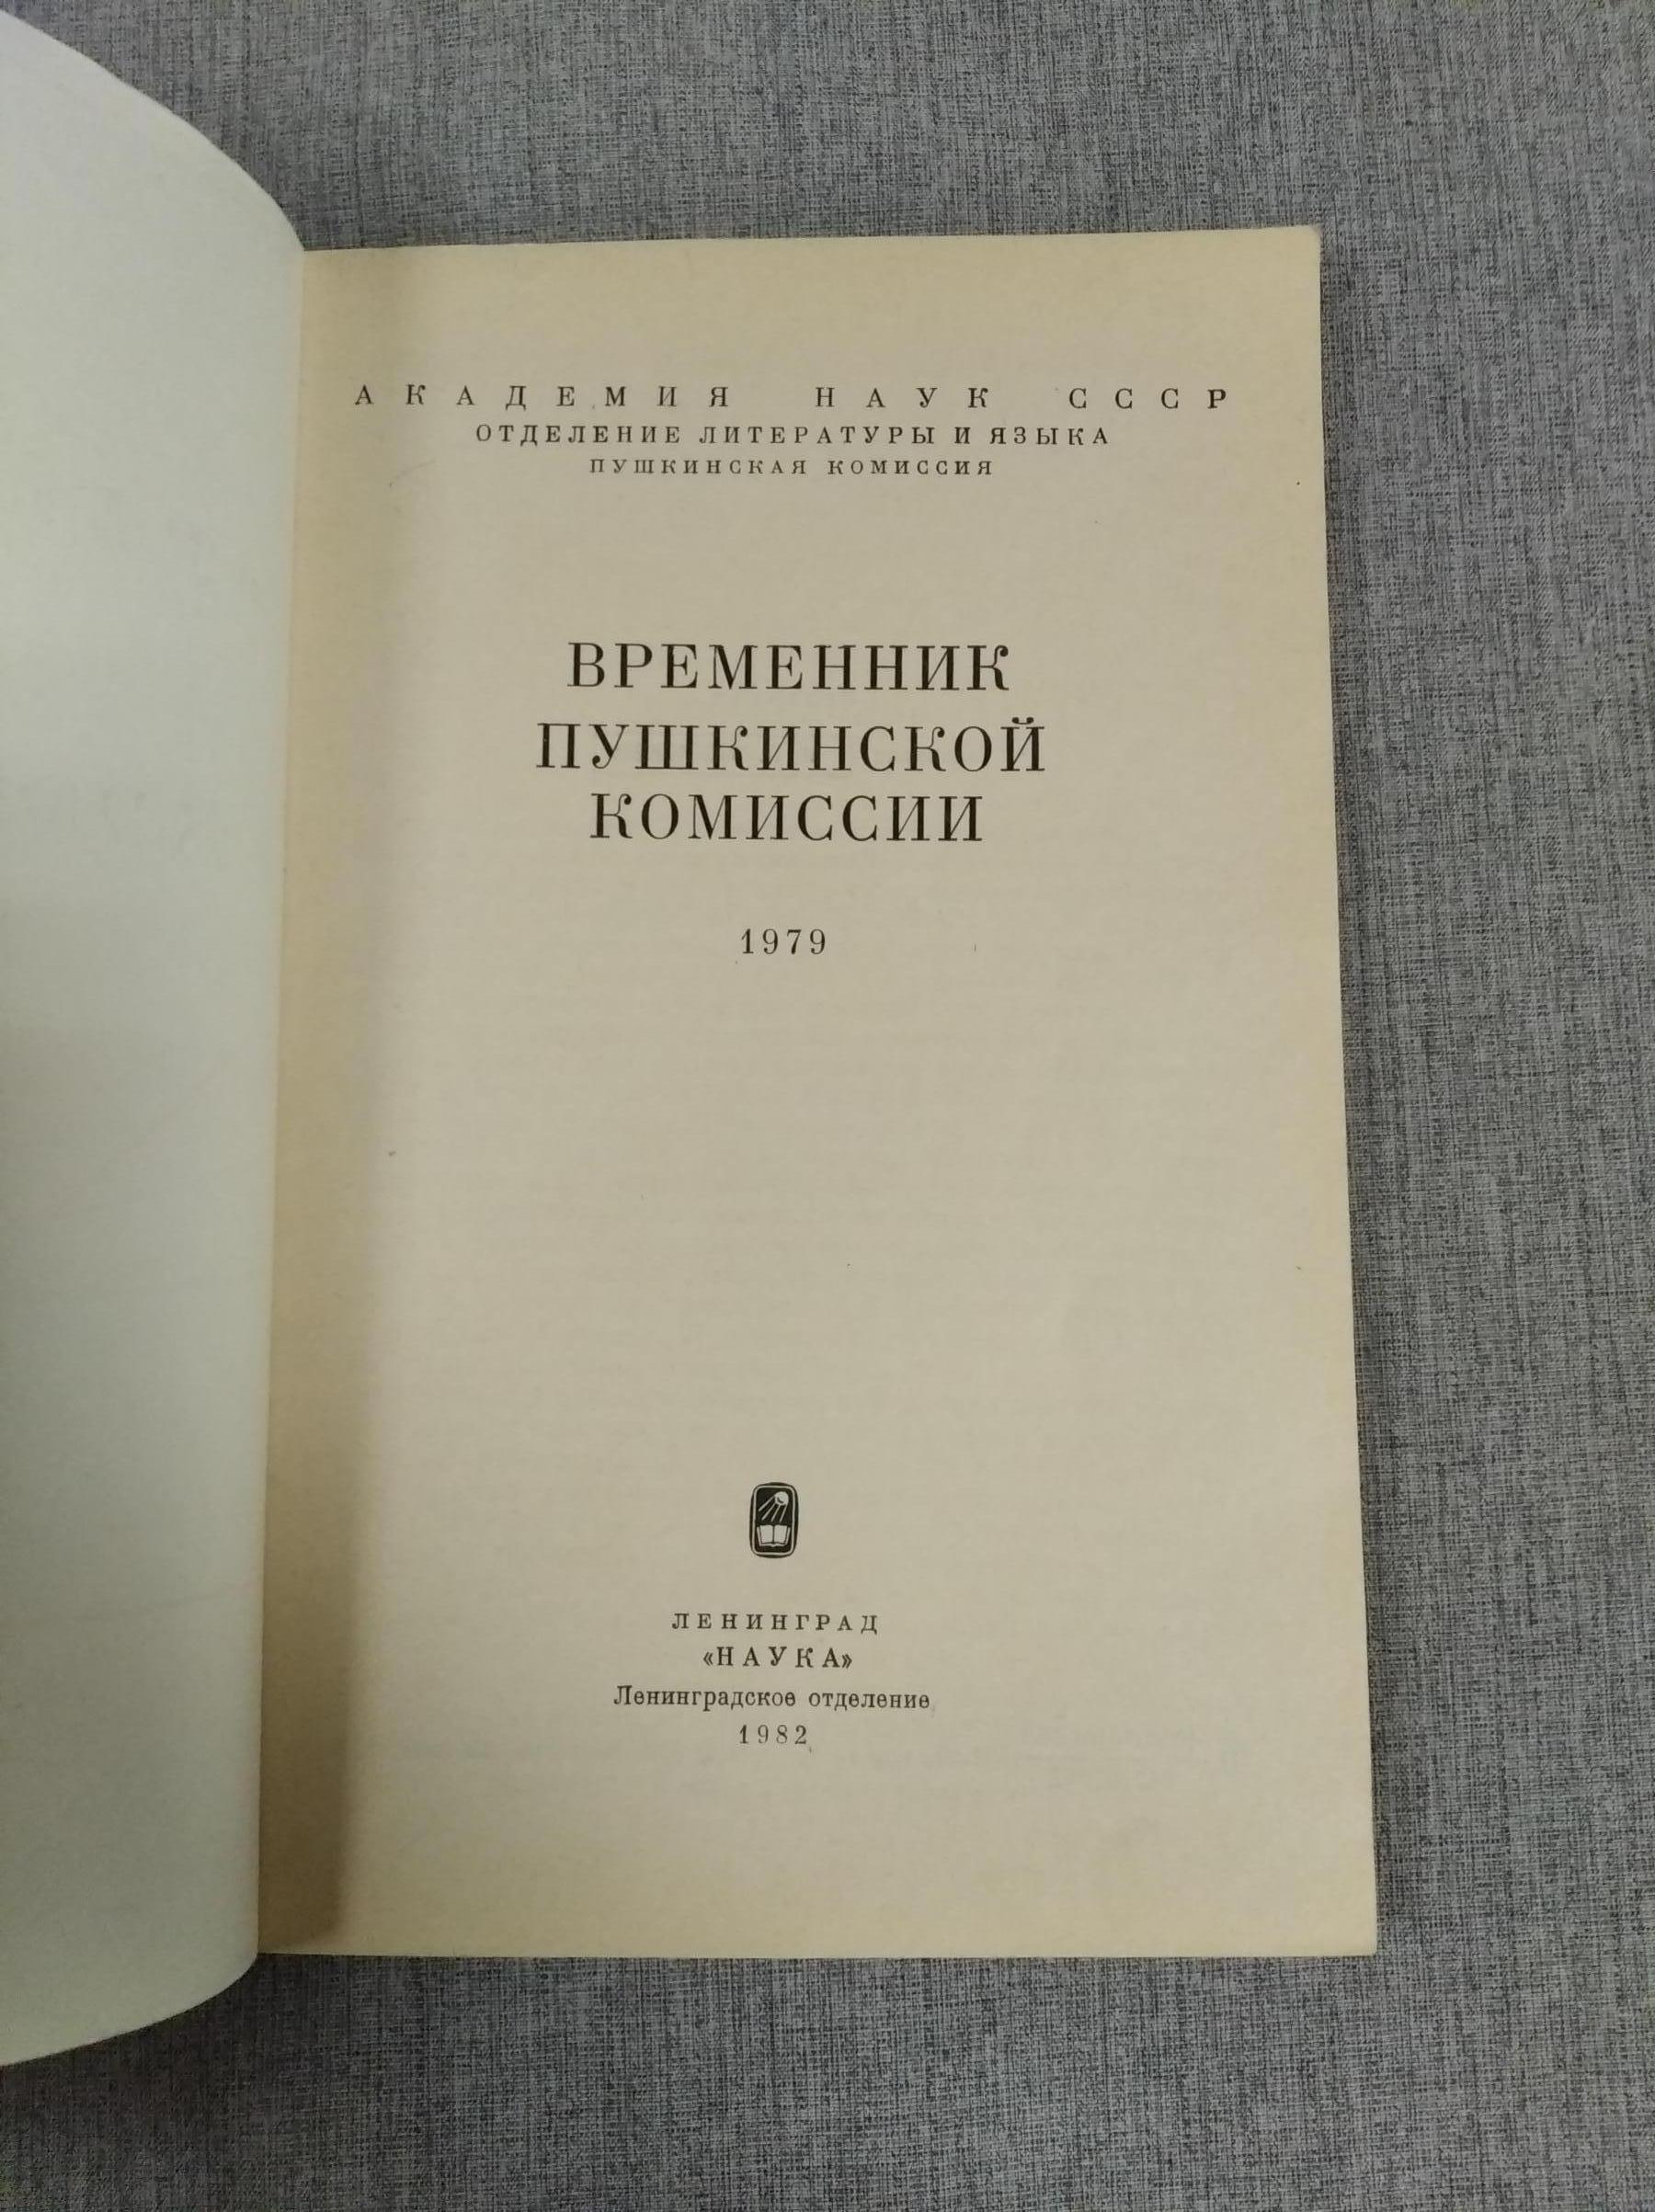 АКАДЕМИЯ НАУК СССР
ОТДЕЛЕНИЕ ЛИТЕРАТУРЫ И ЯЗЫКА
ПУШКИНСКАЯ КОМИССИЯ
ВРЕМЕННИК
ПУШКИНСКОЙ
КОМИССИИ
1979
ЛЕНИНГРАД
«НАУКА»
Ленинградское отделение
1982